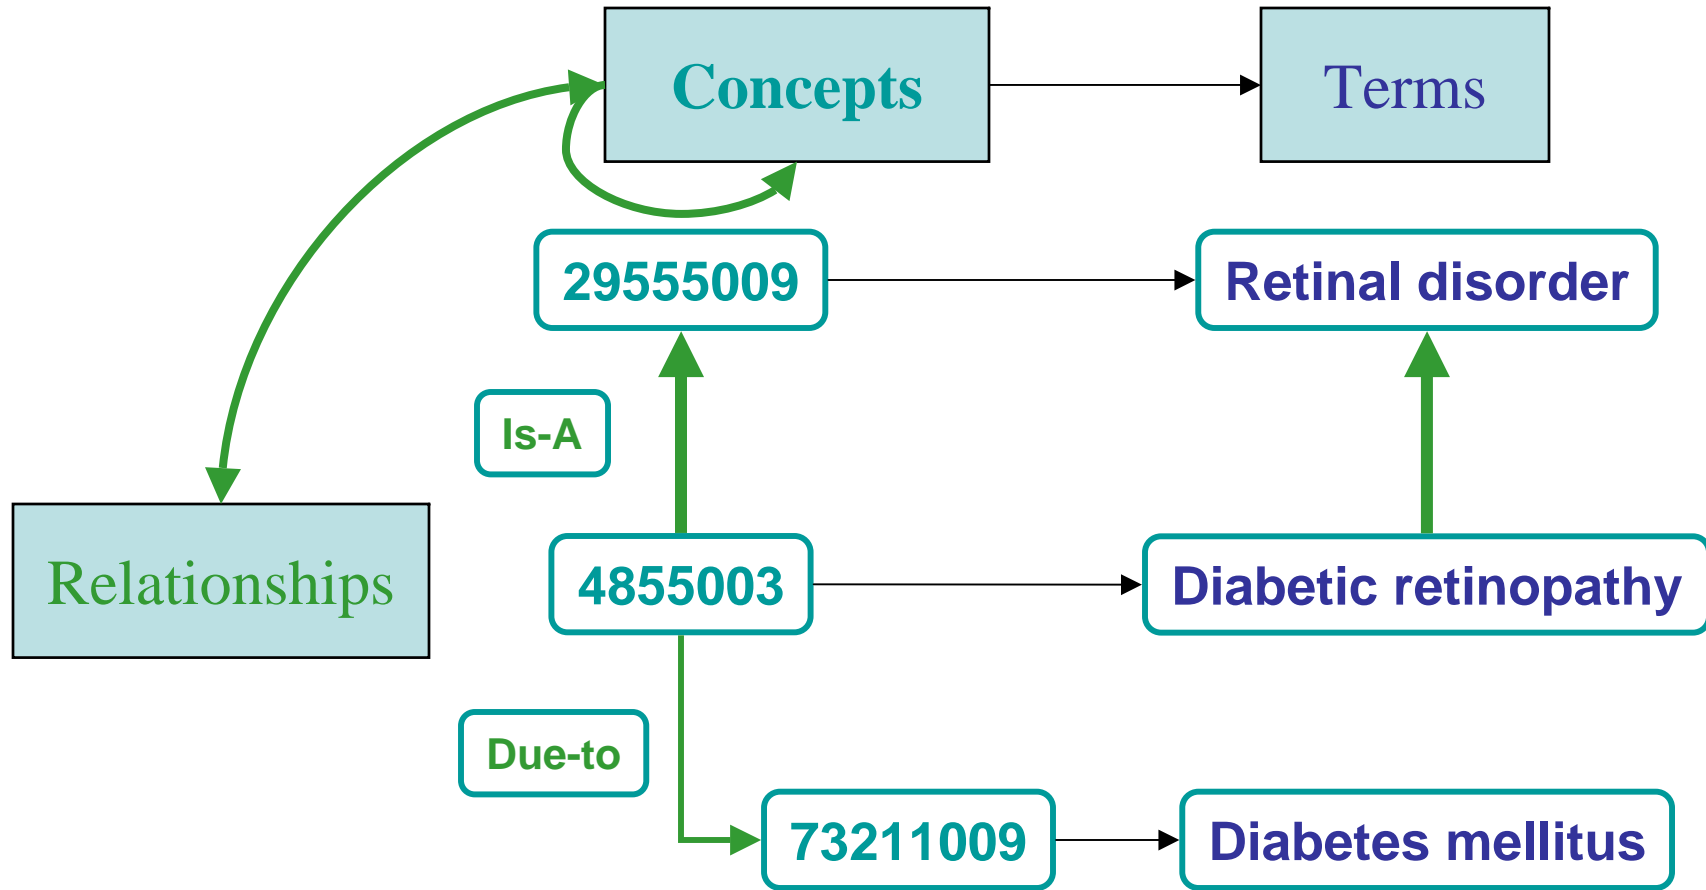 Concepts
Terms
29555009
Retinal disorder
Is-A
Relationships
4855003
Diabetic retinopathy
Due-to
73211009
Diabetes mellitus